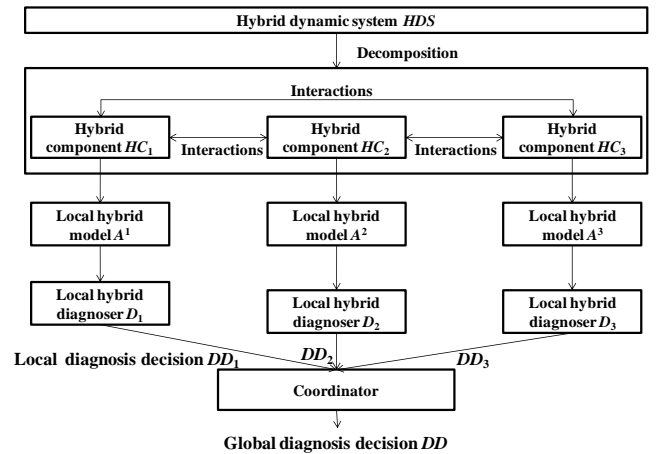 Hybrid dynamic system HDS
Decomposition
Interactions
Hybrid
component HC₁
Interactions
Hybrid
component HC₂
Interactions
Hybrid
component HC₃
Local hybrid
model A¹
Local hybrid
model A²
Local hybrid
model A³
Local hybrid
diagnoser D₁
Local hybrid
diagnoser D₂
Local hybrid
diagnoser D₃
Local diagnosis decision DD₁
DD₂
DD₃
Coordinator
Global diagnosis decision DD